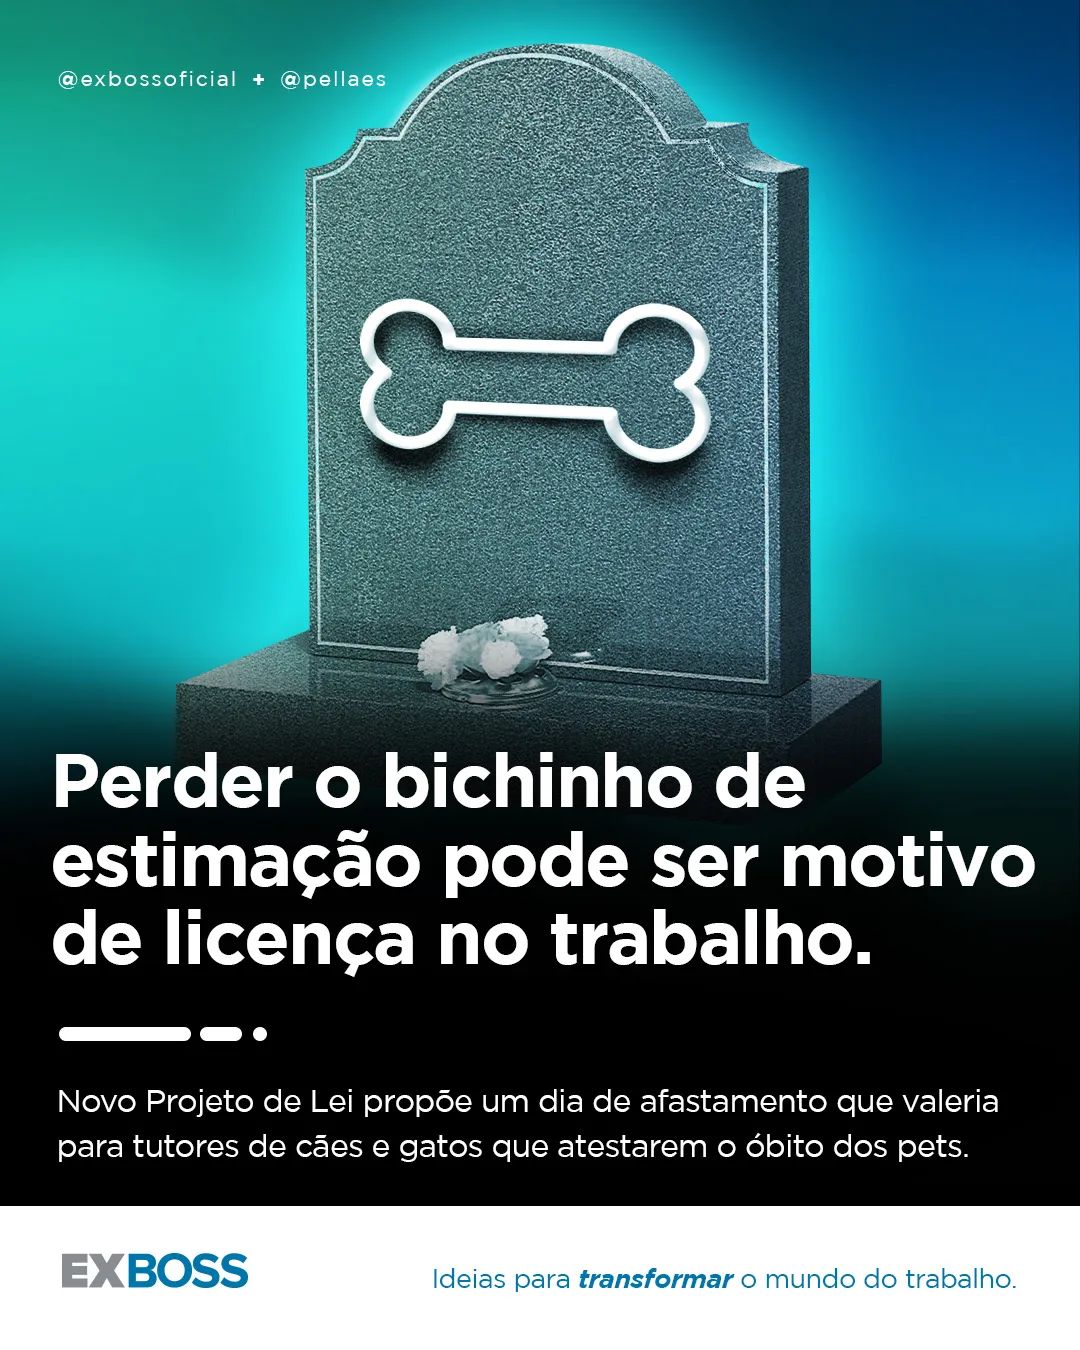 @exbossoficial + @pellaes
Perder o bichinho de
estimação pode ser motivo
de licença no trabalho.
Novo Projeto de Lei propõe um dia de afastamento que valeria
para tutores de cães e gatos que atestarem o óbito dos pets.
EXBOSS
Ideias para transformar o mundo do trabalho.